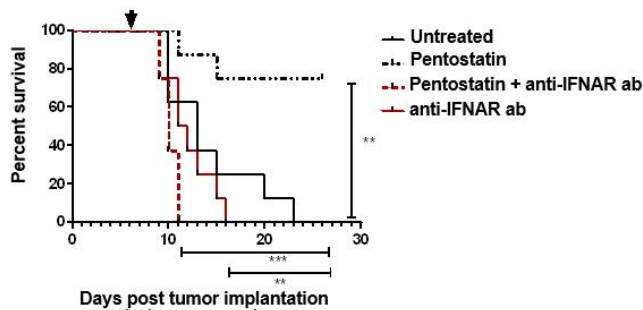 100
80
60
40
20
0
Percent survival
0 10 20 30
Untreated
Pentostatin
Pentostatin + anti-IFNAR ab
anti-IFNAR ab
**
***
**
Days post tumor implantation